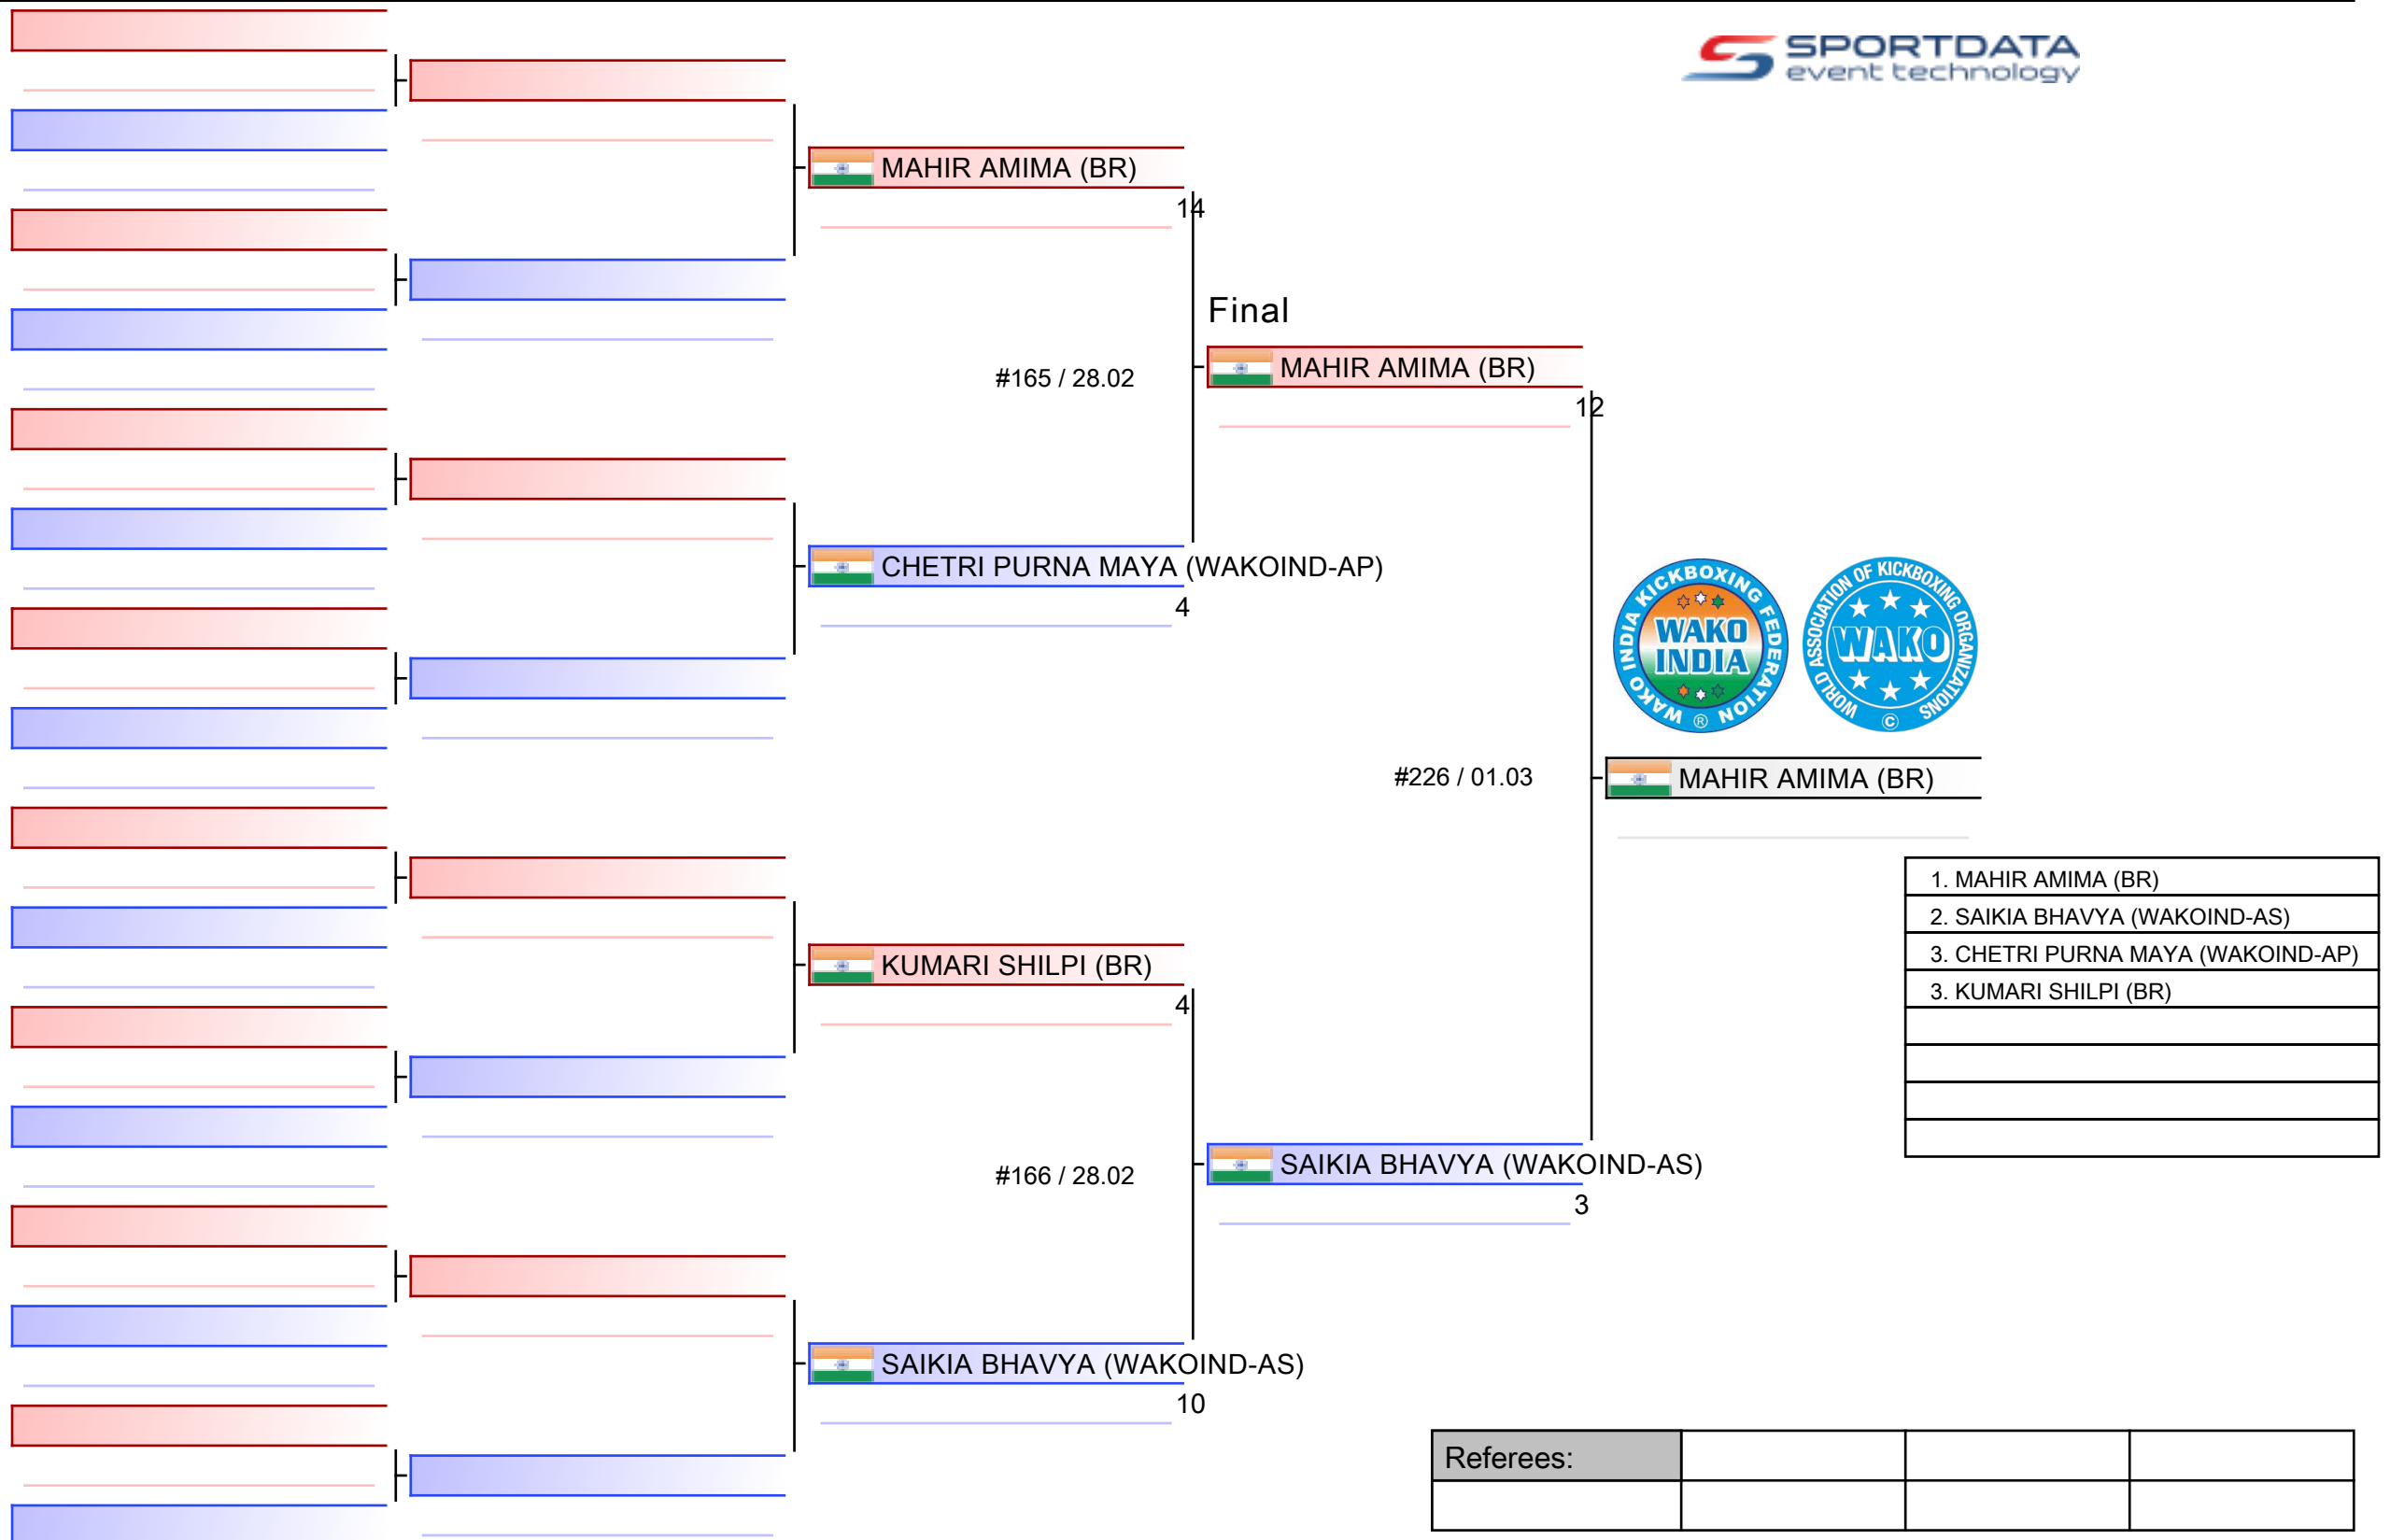 SPORTDATA
event technology
MAHIR AMIMA (BR)
14
Final
#165 / 28.02
MAHIR AMIMA (BR)
12
CHETRI PURNA MAYA (WAKOIND-AP)
4
WAKO INDIA KICKBOXING FEDERATION
WAKO
INDIA
®
WORLD ASSOCIATION OF KICKBOXING ORGANIZATIONS
WAKO
©
#226 / 01.03
MAHIR AMIMA (BR)
1. MAHIR AMIMA (BR)
2. SAIKIA BHAVYA (WAKOIND-AS)
3. CHETRI PURNA MAYA (WAKOIND-AP)
3. KUMARI SHILPI (BR)
KUMARI SHILPI (BR)
4
#166 / 28.02
SAIKIA BHAVYA (WAKOIND-AS)
3
SAIKIA BHAVYA (WAKOIND-AS)
10
Referees: